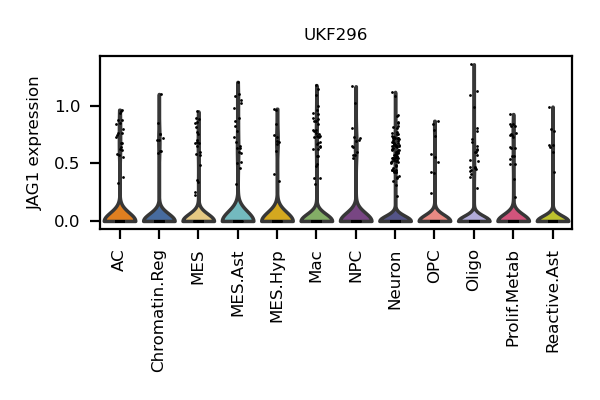 UKF296
JAG1 expression
1.0
0.5
0.0
AC
Chromatin.Reg
MES
MES.Ast
MES.Hyp
Mac
NPC
Neuron
OPC
Oligo
Prolif.Metab
Reactive.Ast